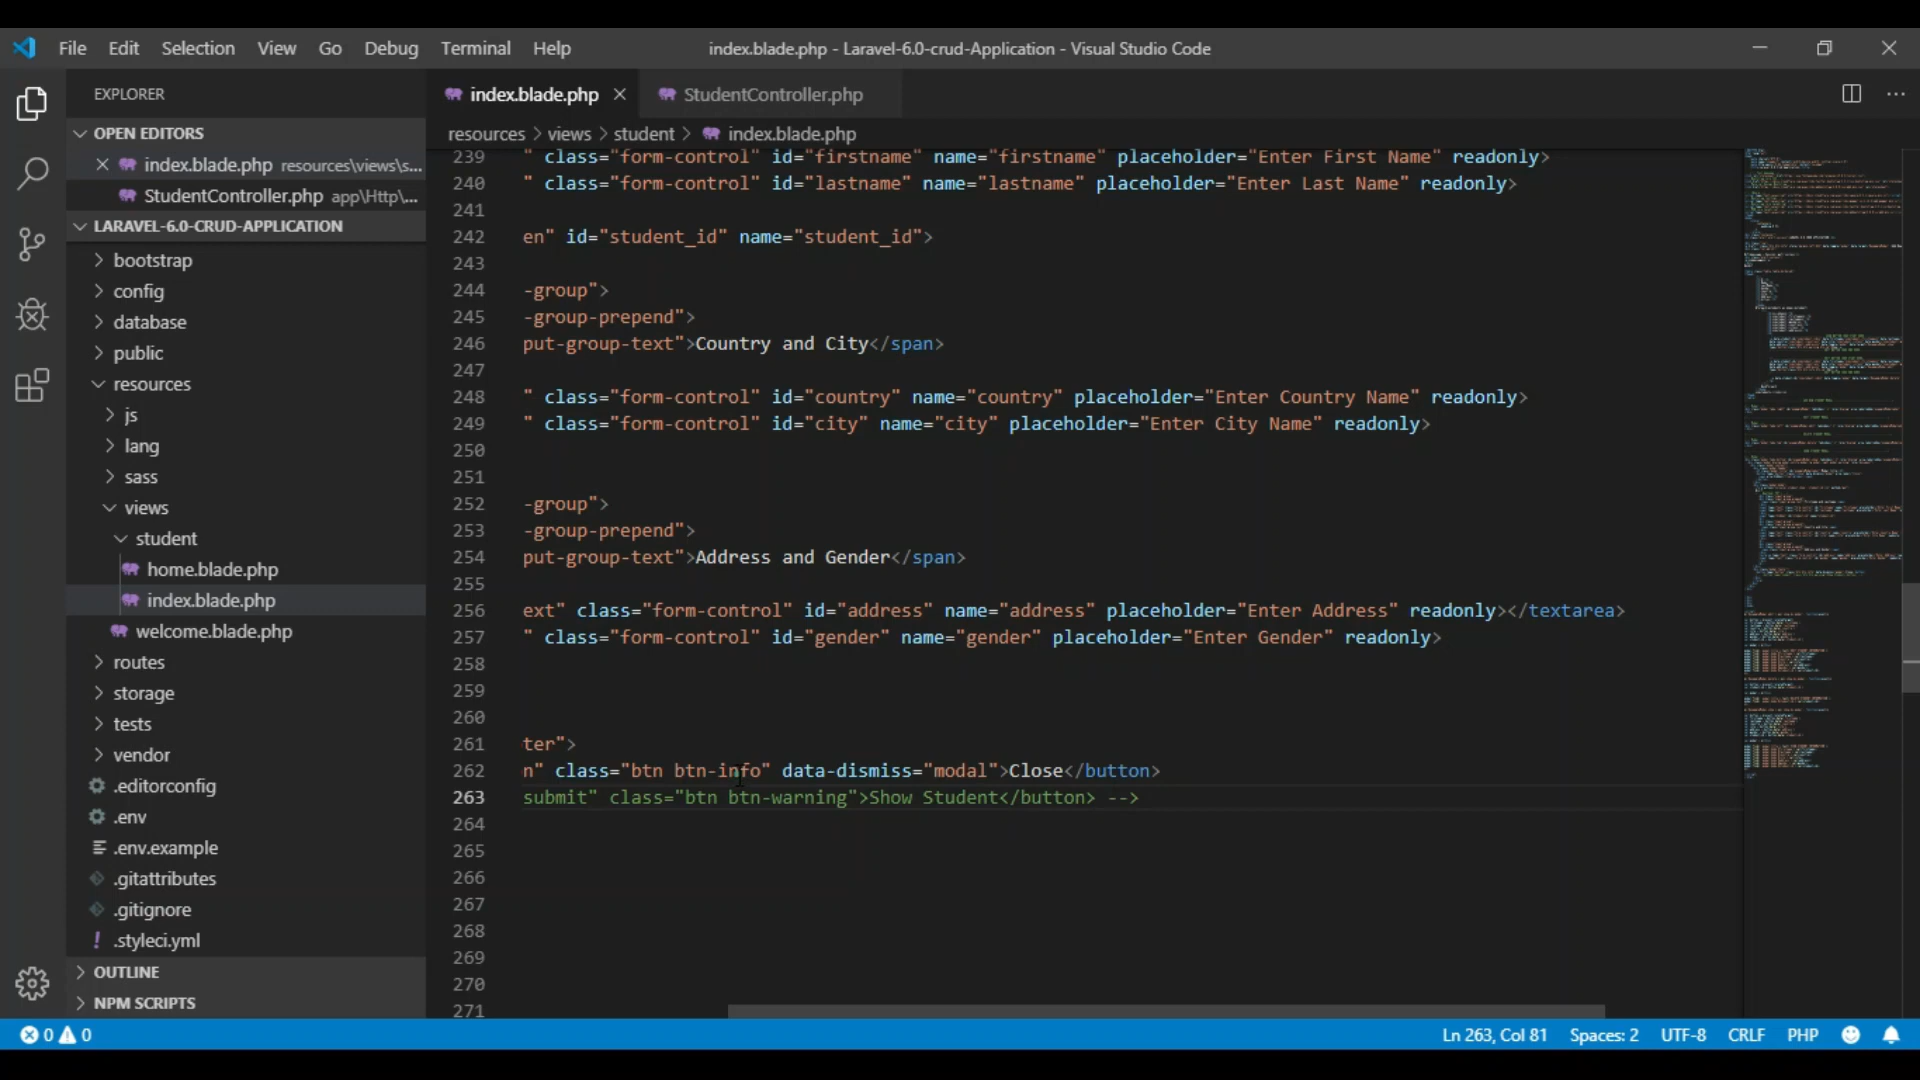 File Edit Selection View Go Debug Terminal Help
index.blade.php - Laravel-6.0-crud-Application - Visual Studio Code
EXPLORER
OPEN EDITORS
index.blade.php resources\views\s...
StudentController.php app\Http\...
LARAVEL-6.0-CRUD-APPLICATION
bootstrap
config
database
public
resources
js
lang
sass
views
student
home.blade.php
index.blade.php
welcome.blade.php
routes
storage
tests
vendor
.editorconfig
.env
.env.example
.gitattributes
.gitignore
.styleci.yml
OUTLINE
NPM SCRIPTS
index.blade.php StudentController.php
resources > views > student > index.blade.php
239 " class="form-control" id="firstname" name="firstname" placeholder="Enter First Name" readonly>
240 " class="form-control" id="lastname" name="lastname" placeholder="Enter Last Name" readonly>
241
242 en" id="student_id" name="student_id">
243
244 -group">
245 -group-prepend">
246 put-group-text">Country and City</span>
247
248 " class="form-control" id="country" name="country" placeholder="Enter Country Name" readonly>
249 " class="form-control" id="city" name="city" placeholder="Enter City Name" readonly>
250
251
252 -group">
253 -group-prepend">
254 put-group-text">Address and Gender</span>
255
256 ext" class="form-control" id="address" name="address" placeholder="Enter Address" readonly></textarea>
257 " class="form-control" id="gender" name="gender" placeholder="Enter Gender" readonly>
258
259
260
261 ter">
262 n" class="btn btn-info" data-dismiss="modal">Close</button>
263 submit" class="btn btn-warning">Show Student</button> -->
264
265
266
267
268
269
270
271
0 0 Ln 263, Col 81 Spaces: 2 UTF-8 CRLF PHP